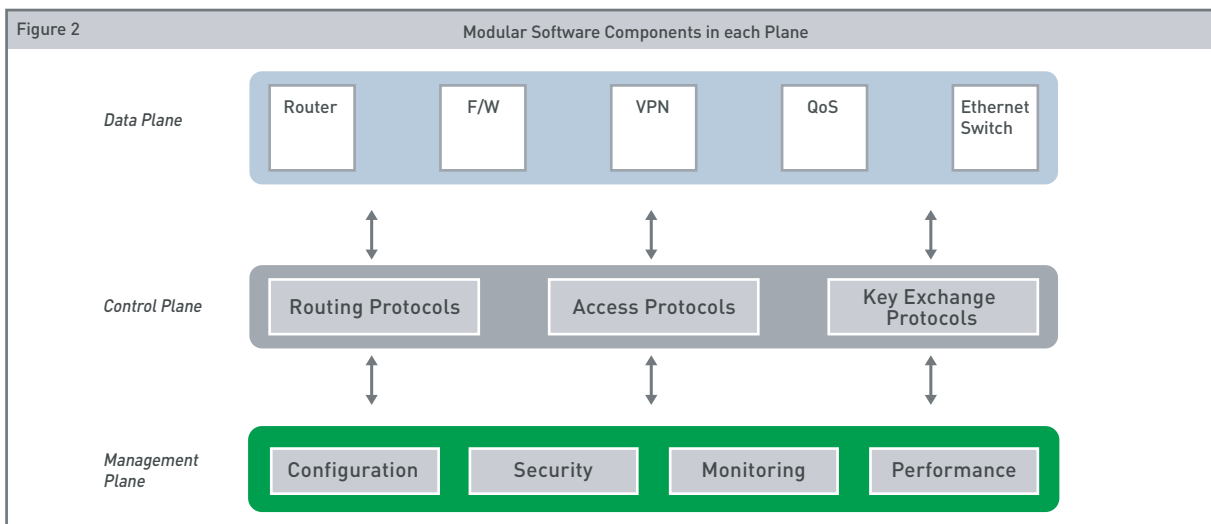 Figure 2
Modular Software Components in each Plane
Data Plane
Router
F/W
VPN
QoS
Ethernet
Switch
Control Plane
Routing Protocols
Access Protocols
Key Exchange
Protocols
Management
Plane
Configuration
Security
Monitoring
Performance